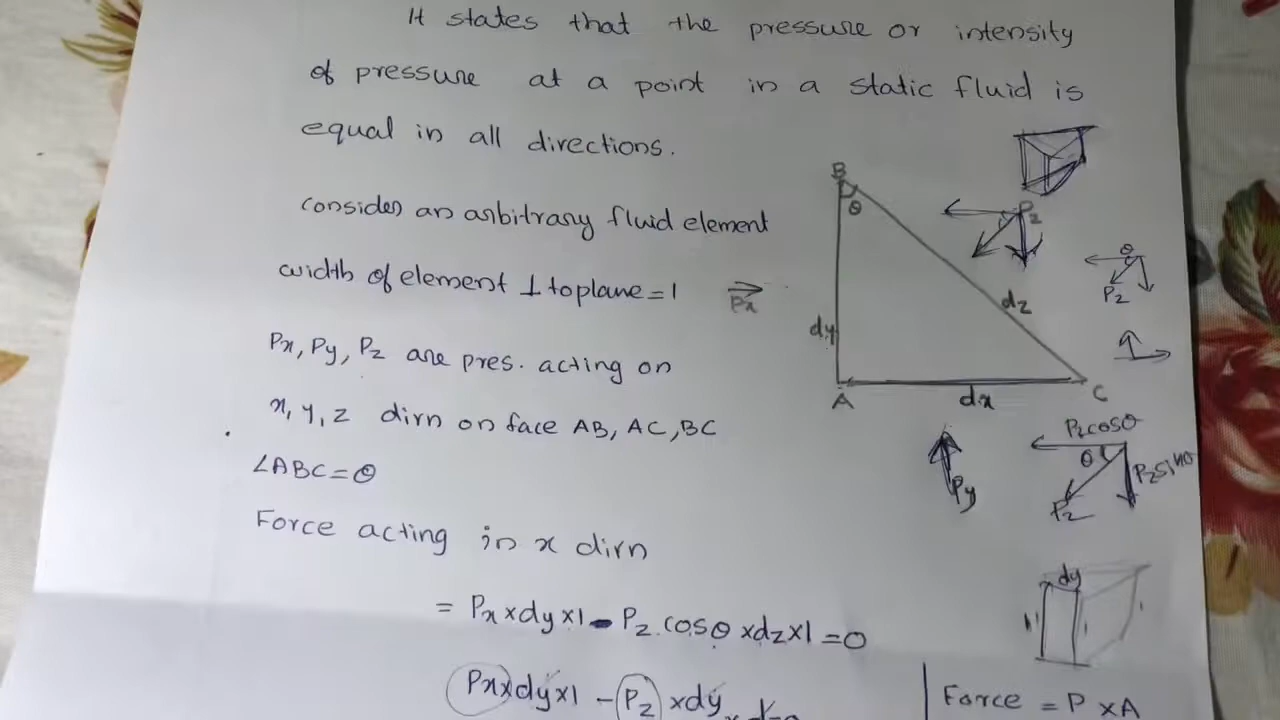 It states that the pressure or intensity
of pressure at a point in a static fluid is
equal in all directions.
consider an arbitrary fluid element
width of element ⊥ to plane = 1
Px, Py, Pz are pres. acting on
x, y, z dirn on face AB, AC, BC
∠ABC = θ
Force acting in x dirn
= Px × dy × 1 - Pz . cosθ × dz × 1 = 0
Px × dy × 1 - Pz × dy
B
θ
Pz
Px
dy
dz
A
dx
C
θ
Pz
Py
Pz cosθ
θ
Pz sinθ
Pz
dy
Force = P × A